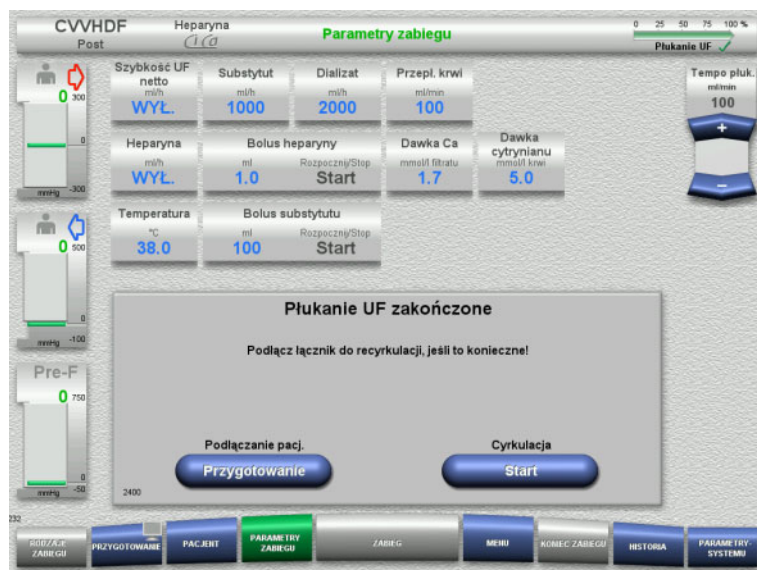 CVVHDF
Post
Heparyna
CiCa
Parametry zabiegu
0 25 50 75 100 %
Płukanie UF
0
300
0
-300
mmHg
Szybkość UF netto
ml/h
WYŁ.
Substytut
ml/h
1000
Dializat
ml/h
2000
Przepł. krwi
ml/min
100
Tempo płuk.
ml/min
100
+
–
Heparyna
ml/h
WYŁ.
Bolus heparyny
ml Rozpocznij/Stop
1.0 Start
Dawka Ca
mmol/l filtratu
1.7
Dawka cytrynianu
mmol/l krwi
5.0
0
500
0
-100
mmHg
Temperatura
°C
38.0
Bolus substytutu
ml Rozpocznij/Stop
100 Start
Pre-F
0
750
0
-50
mmHg
Płukanie UF zakończone
Podłącz łącznik do recyrkulacji, jeśli to konieczne!
Podłączanie pacj.
Przygotowanie
Cyrkulacja
Start
2400
232
RODZAJE ZABIEGU
PRZYGOTOWANIE
PACJENT
PARAMETRY ZABIEGU
ZABIEG
MENU
KONIEC ZABIEGU
HISTORIA
PARAMETRY-SYSTEMU